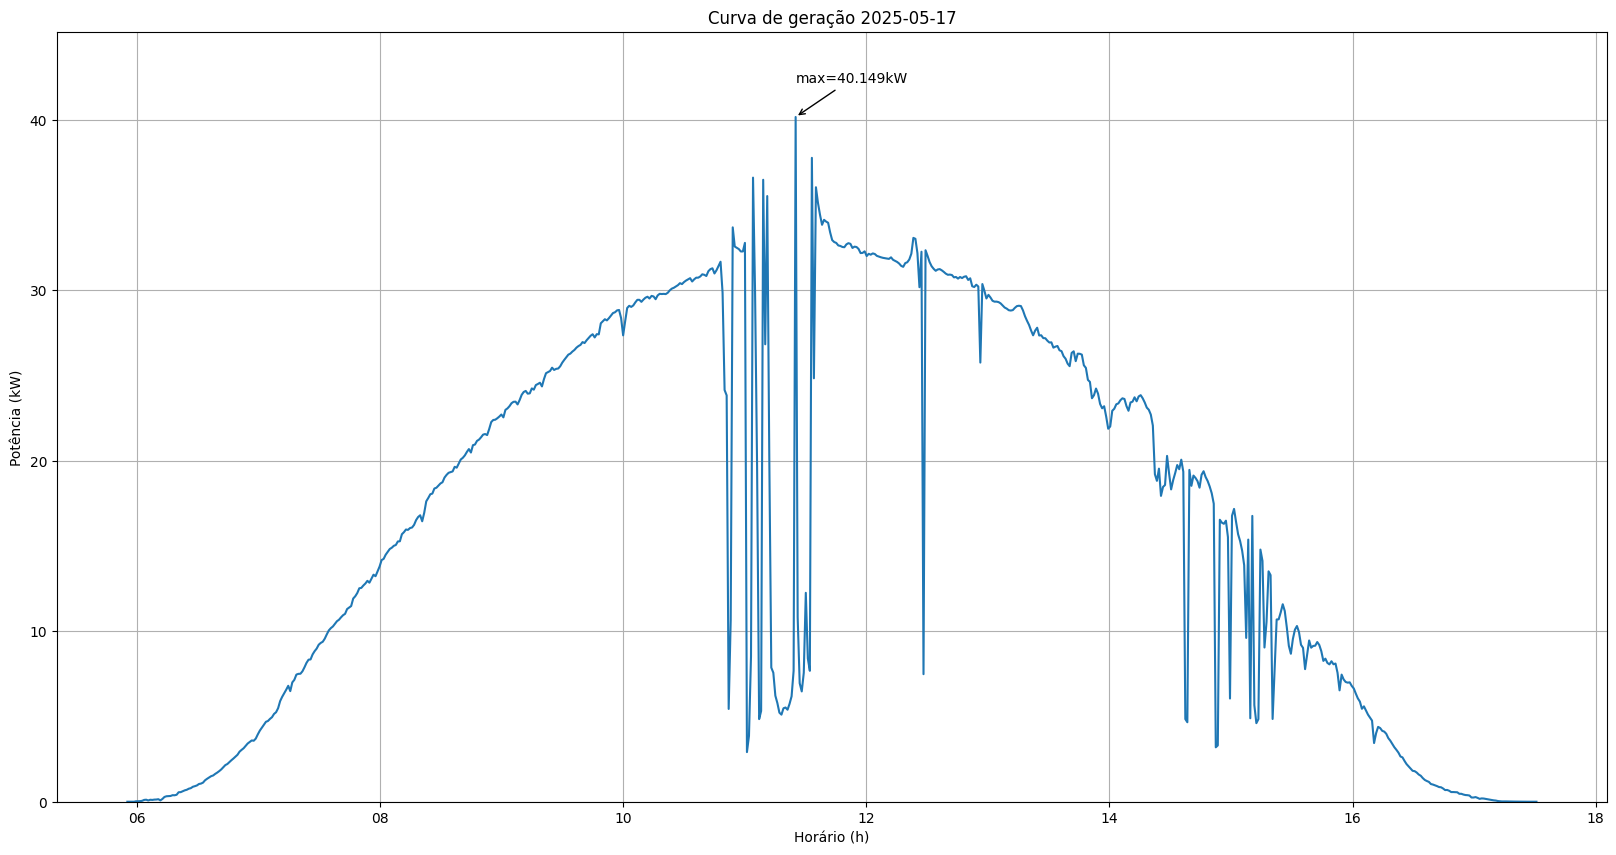 Curva de geração 2025-05-17
max=40.149kW
Potência (kW)
40
30
20
10
0
06 08 10 12 14 16 18
Horário (h)